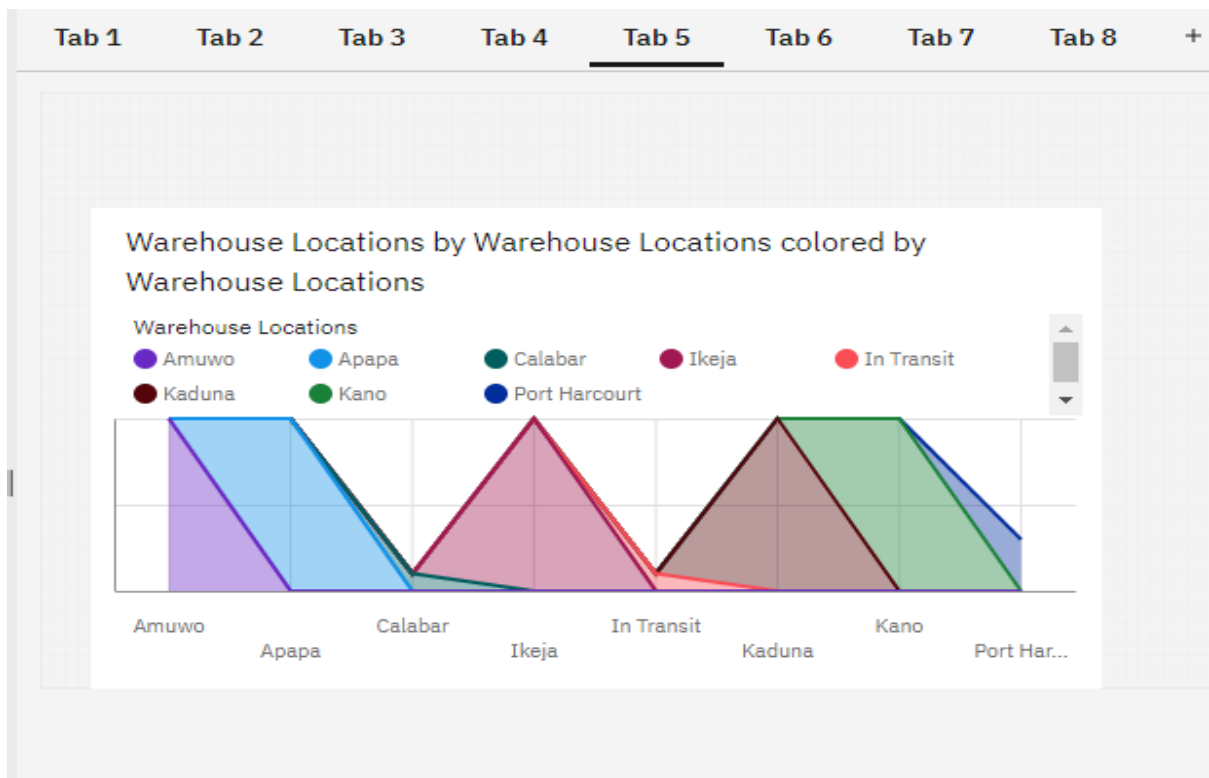 Tab 1 Tab 2 Tab 3 Tab 4 Tab 5 Tab 6 Tab 7 Tab 8 +
Warehouse Locations by Warehouse Locations colored by
Warehouse Locations
Warehouse Locations
Amuwo Apapa Calabar Ikeja In Transit
Kaduna Kano Port Harcourt
Amuwo Calabar In Transit Kano
Apapa Ikeja Kaduna Port Har...